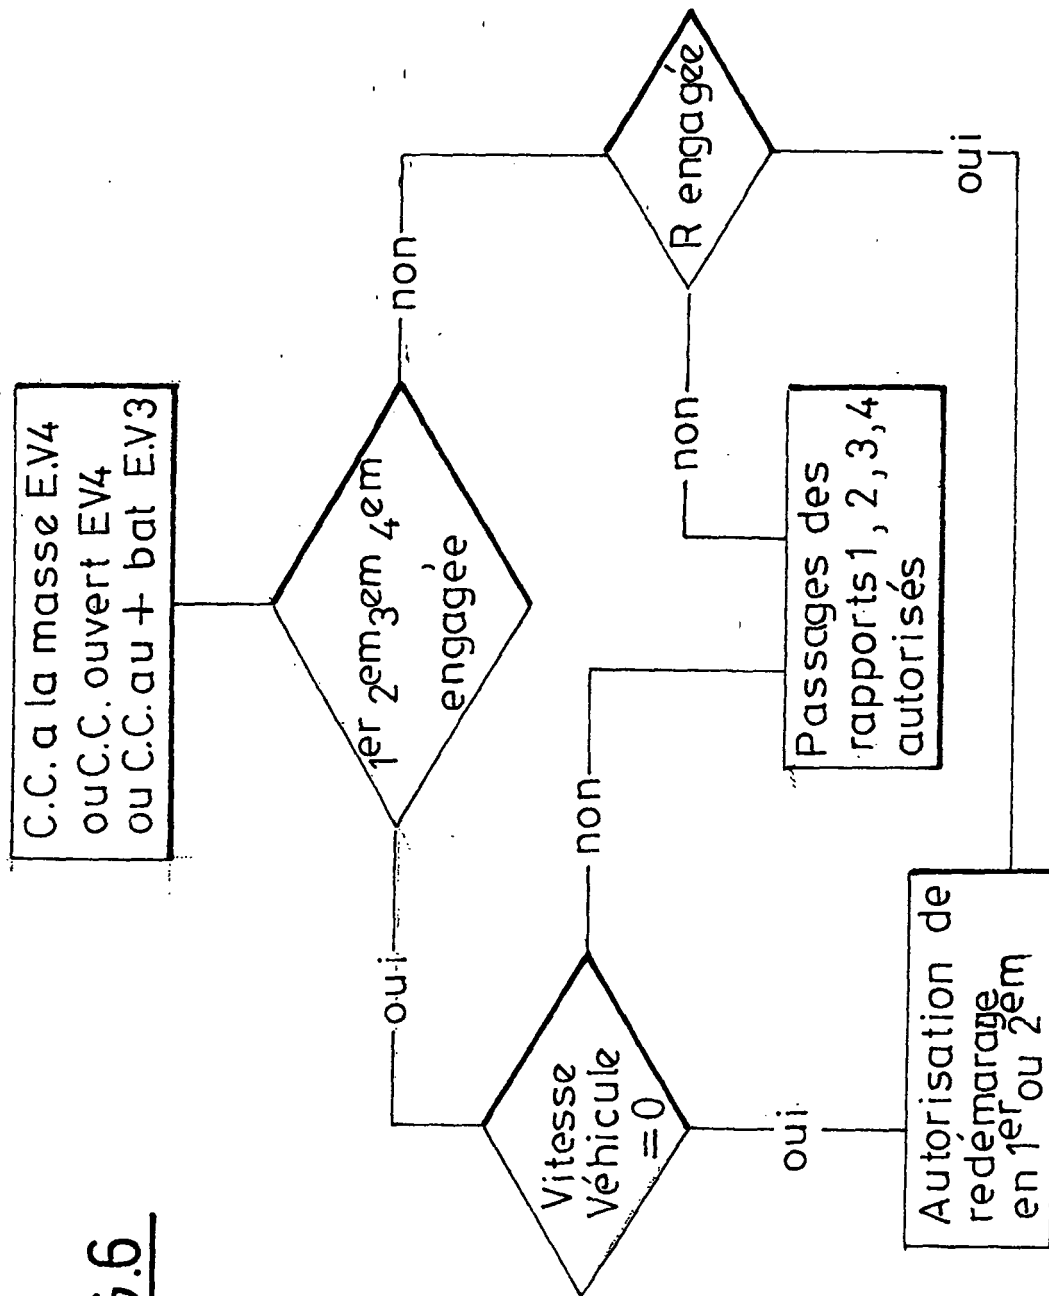 G.6
C.C. a la masse E.V4
ou C.C. ouvert EV4
ou C.C. au + bat E.V3
1er 2em 3em 4em
engagée
oui
non
Vitesse
Véhicule
= 0
R engagée
non
non
oui
oui
Passages des
rapports 1, 2, 3, 4
autorisés
Autorisation de
redémarage
en 1er ou 2em